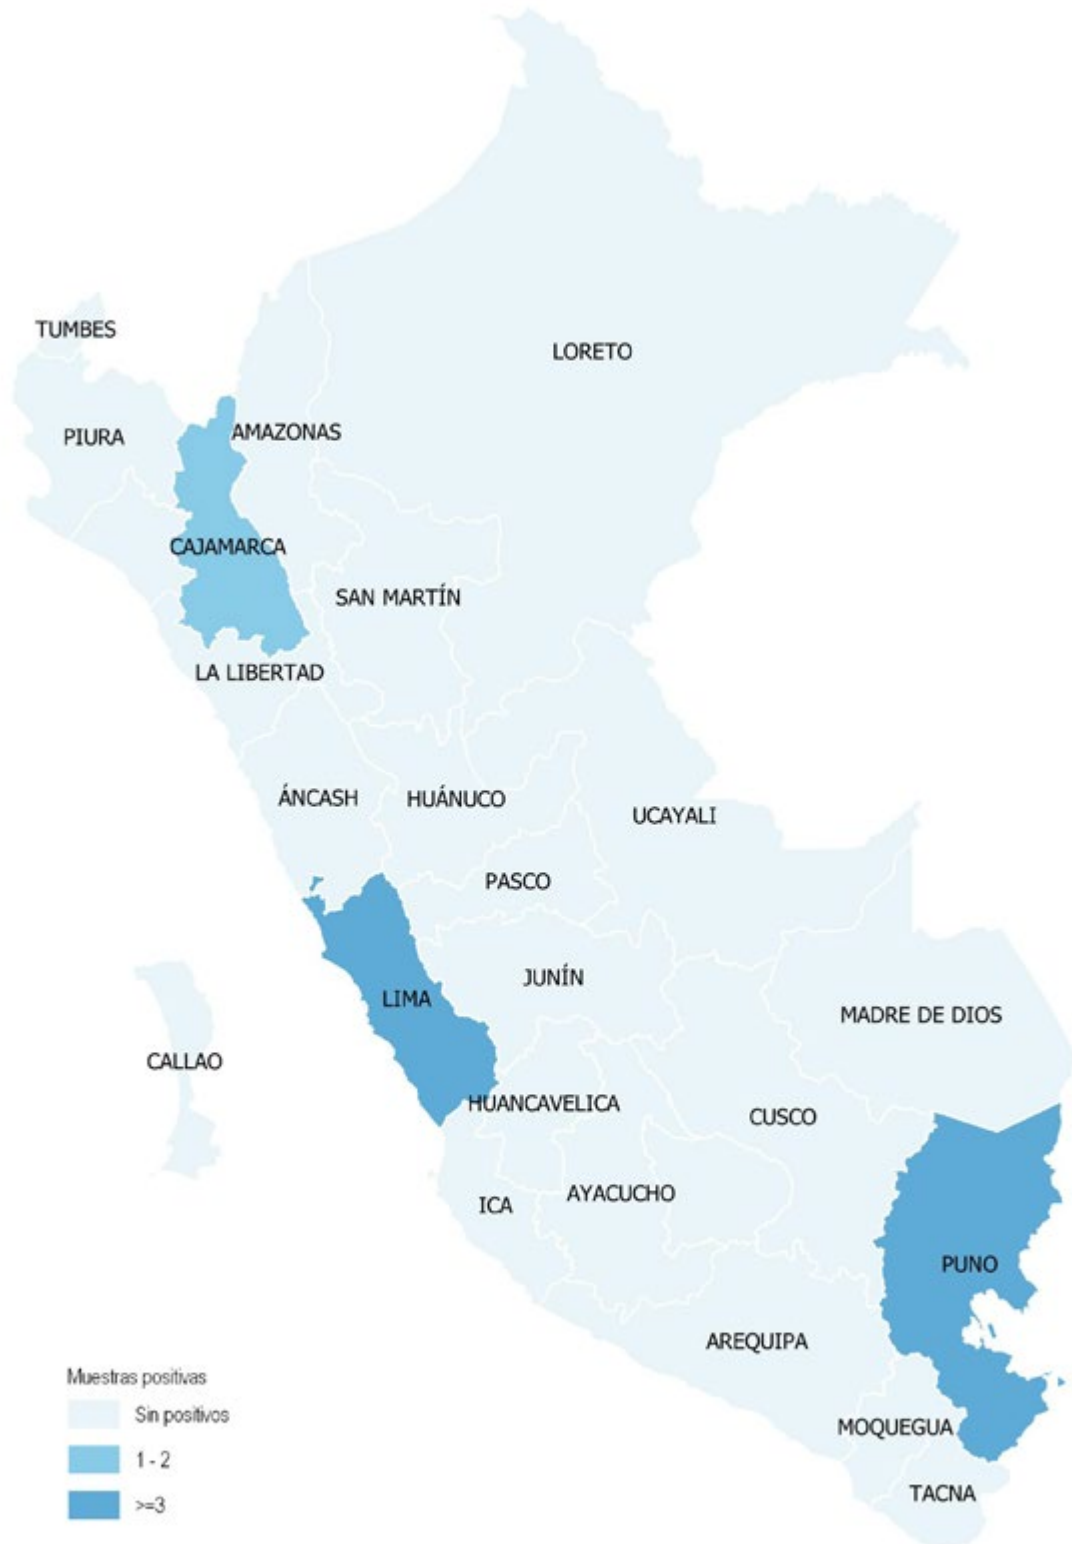 TUMBES
LORETO
PIURA
AMAZONAS
CAJAMARCA
SAN MARTÍN
LA LIBERTAD
ÁNCASH
HUÁNUCO
UCAYALI
PASCO
JUNÍN
LIMA
MADRE DE DIOS
CALLAO
HUANCAVELICA
CUSCO
ICA
AYACUCHO
PUNO
AREQUIPA
MOQUEGUA
TACNA
Muestras positivas
Sin positivos
1 - 2
>=3